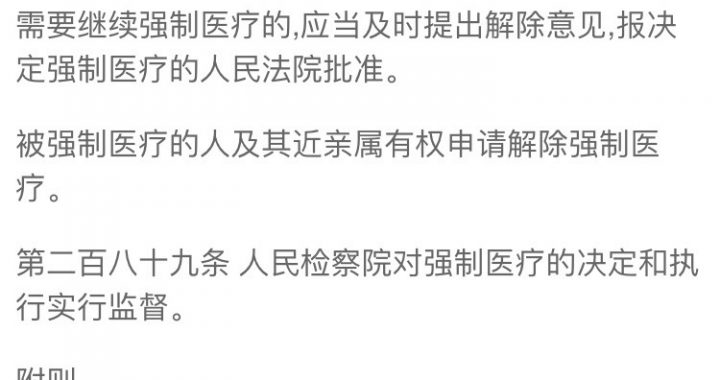 需要继续强制医疗的,应当及时提出解除意见,报决
定强制医疗的人民法院批准。
被强制医疗的人及其近亲属有权申请解除强制医
疗。
第二百八十九条 人民检察院对强制医疗的决定和执
行实行监督。
附则